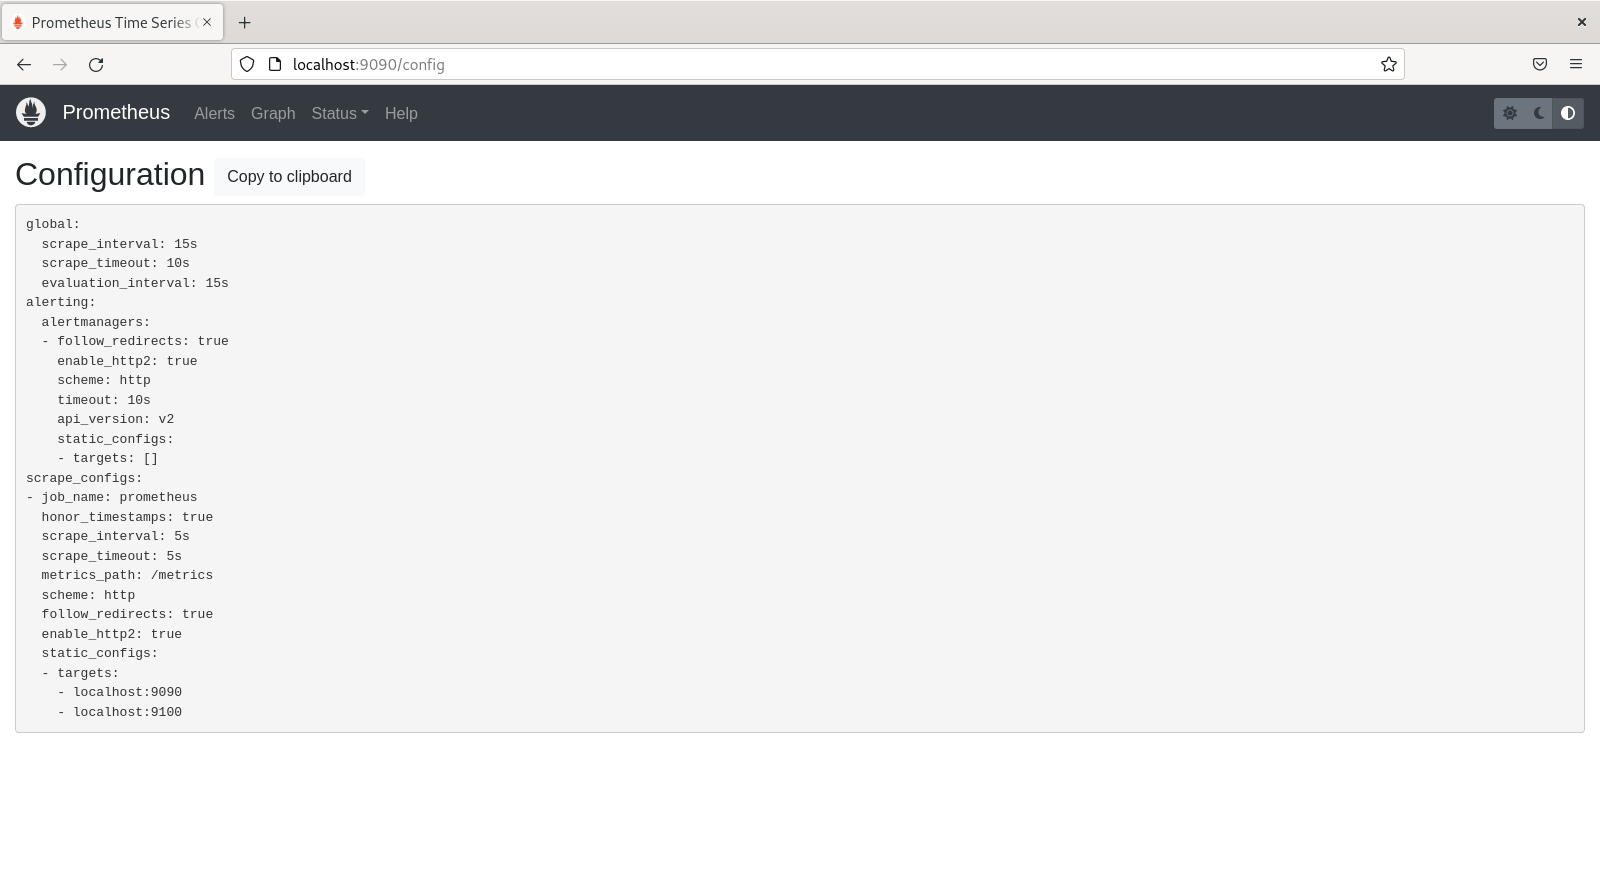 Prometheus Time Series
localhost:9090/config
Prometheus Alerts Graph Status Help
Configuration Copy to clipboard
global:
  scrape_interval: 15s
  scrape_timeout: 10s
  evaluation_interval: 15s
alerting:
  alertmanagers:
  - follow_redirects: true
    enable_http2: true
    scheme: http
    timeout: 10s
    api_version: v2
    static_configs:
    - targets: []
scrape_configs:
- job_name: prometheus
  honor_timestamps: true
  scrape_interval: 5s
  scrape_timeout: 5s
  metrics_path: /metrics
  scheme: http
  follow_redirects: true
  enable_http2: true
  static_configs:
  - targets:
    - localhost:9090
    - localhost:9100